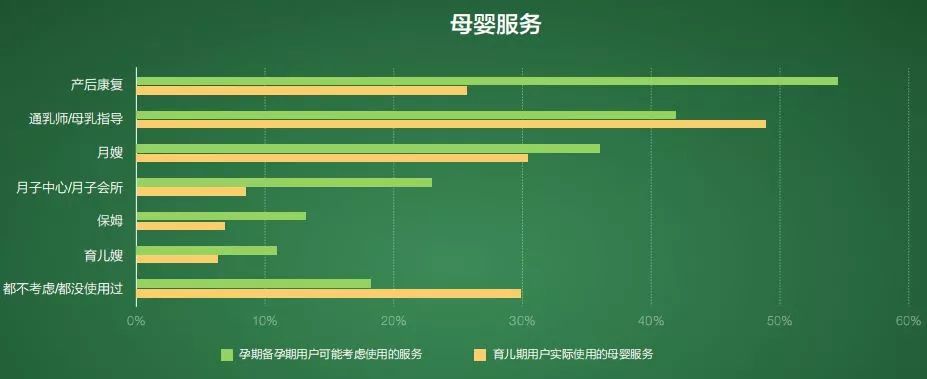 母婴服务
产后康复
通乳师/母乳指导
月嫂
月子中心/月子会所
保姆
育儿嫂
都不考虑/都没使用过
0% 10% 20% 30% 40% 50% 60%
孕期备孕期用户可能考虑使用的服务 育儿期用户实际使用的母婴服务